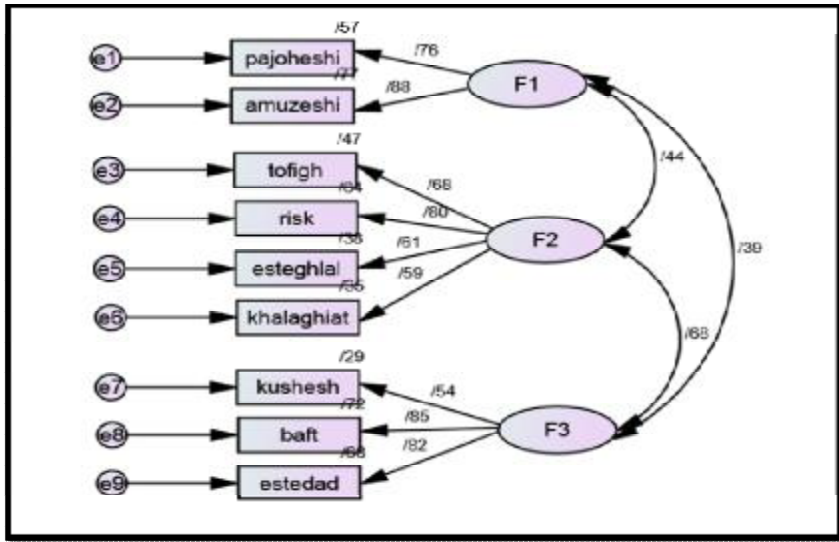 /57
e1
pajoheshi
/76
F1
/77
e2
amuzeshi
/88
/47
e3
tofigh
/68
/44
/64
e4
risk
/80
F2
/38
e5
esteghlal
/61
/39
/35
e6
khalaghiat
/59
/68
/29
e7
kushesh
/54
/72
e8
baft
/85
F3
e9
estedad
/82